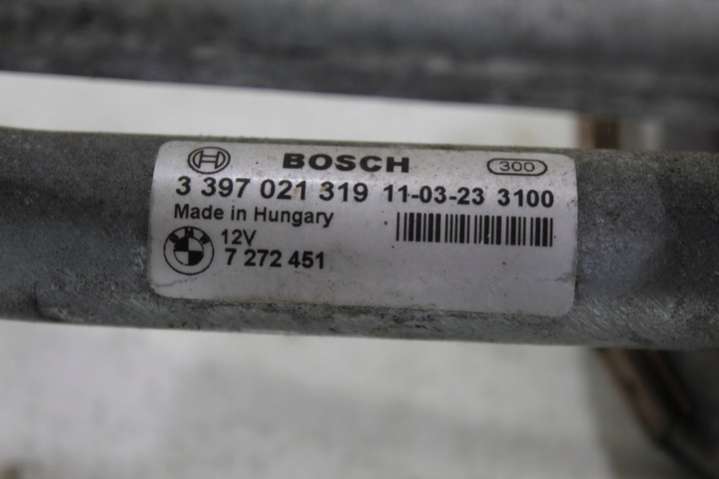 BOSCH 300
3 397 021 319 11-03-23 3100
Made in Hungary
12V
7 272 451